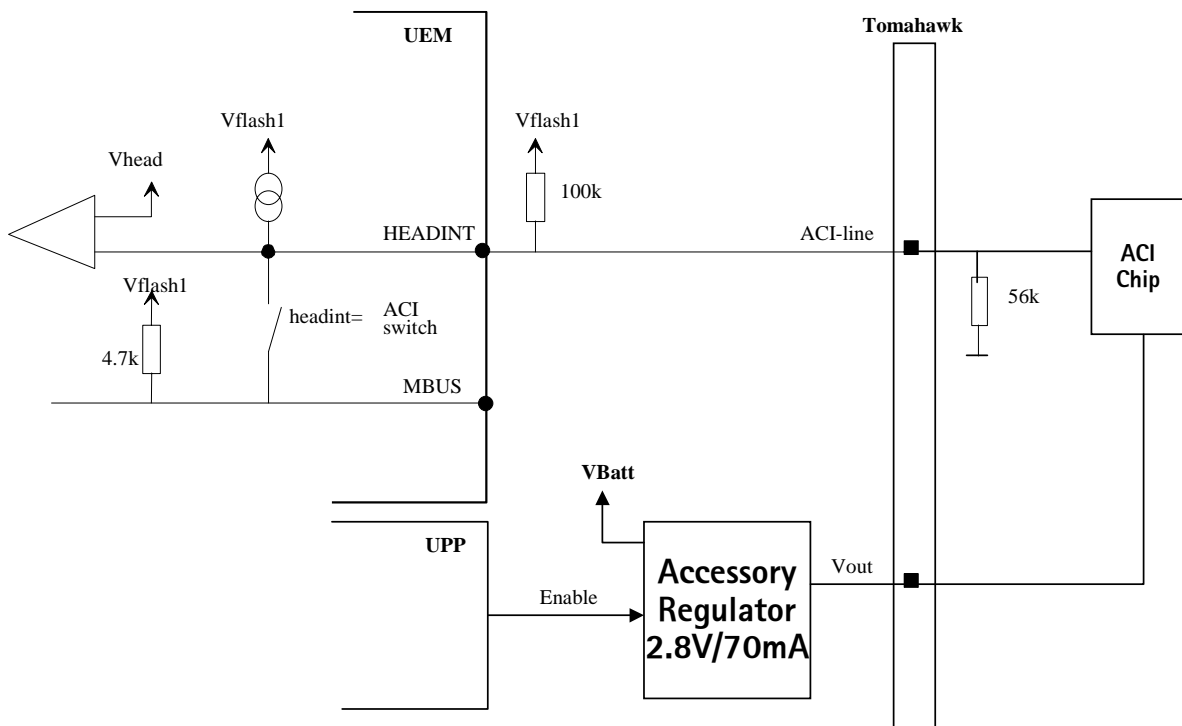 UEM
Tomahawk
Vflash1
Vflash1
Vhead
100k
HEADINT
ACI-line
ACI
Chip
Vflash1
headint=
ACI
switch
56k
4.7k
MBUS
VBatt
UPP
Accessory
Regulator
2.8V/70mA
Vout
Enable